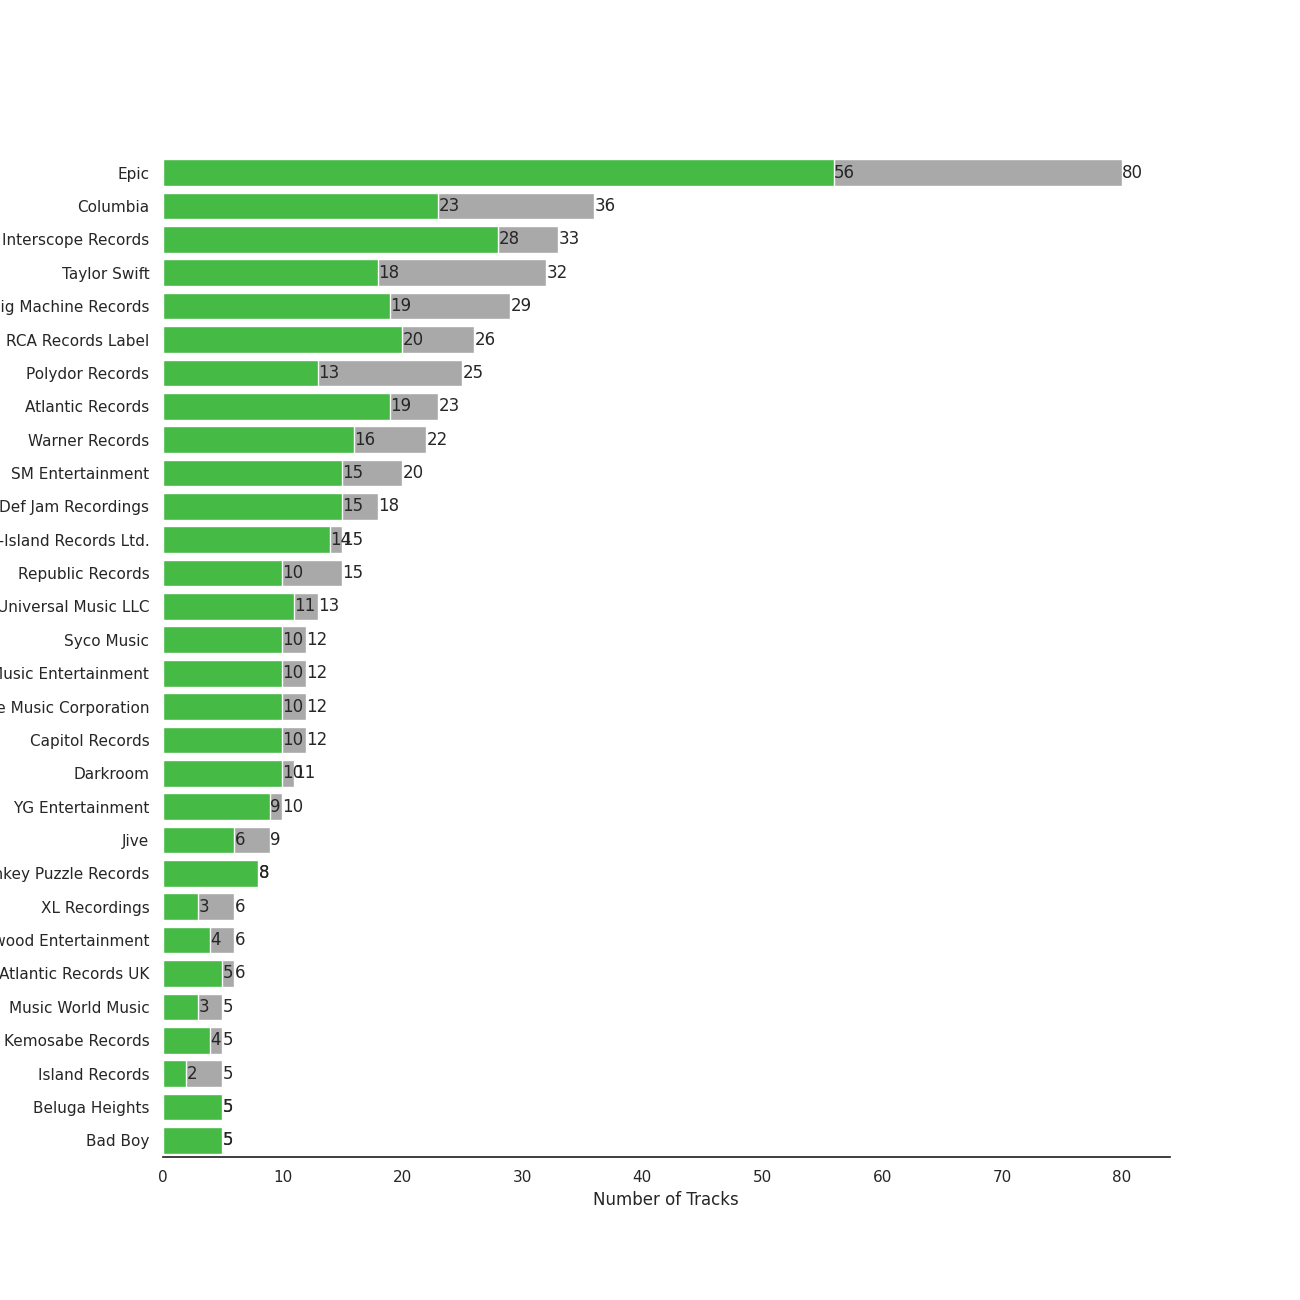 Epic 56 80
Columbia 23 36
Interscope Records 28 33
Taylor Swift 18 32
ig Machine Records 19 29
RCA Records Label 20 26
Polydor Records 13 25
Atlantic Records 19 23
Warner Records 16 22
SM Entertainment 15 20
Def Jam Recordings 15 18
-Island Records Ltd. 14 15
Republic Records 10 15
Universal Music LLC 11 13
Syco Music 10 12
Music Entertainment 10 12
e Music Corporation 10 12
Capitol Records 10 12
Darkroom 10 11
YG Entertainment 9 10
Jive 6 9
nkey Puzzle Records 8 8
XL Recordings 3 6
wood Entertainment 4 6
Atlantic Records UK 5 6
Music World Music 3 5
Kemosabe Records 4 5
Island Records 2 5
Beluga Heights 5 5
Bad Boy 5 5
0 10 20 30 40 50 60 70 80
Number of Tracks